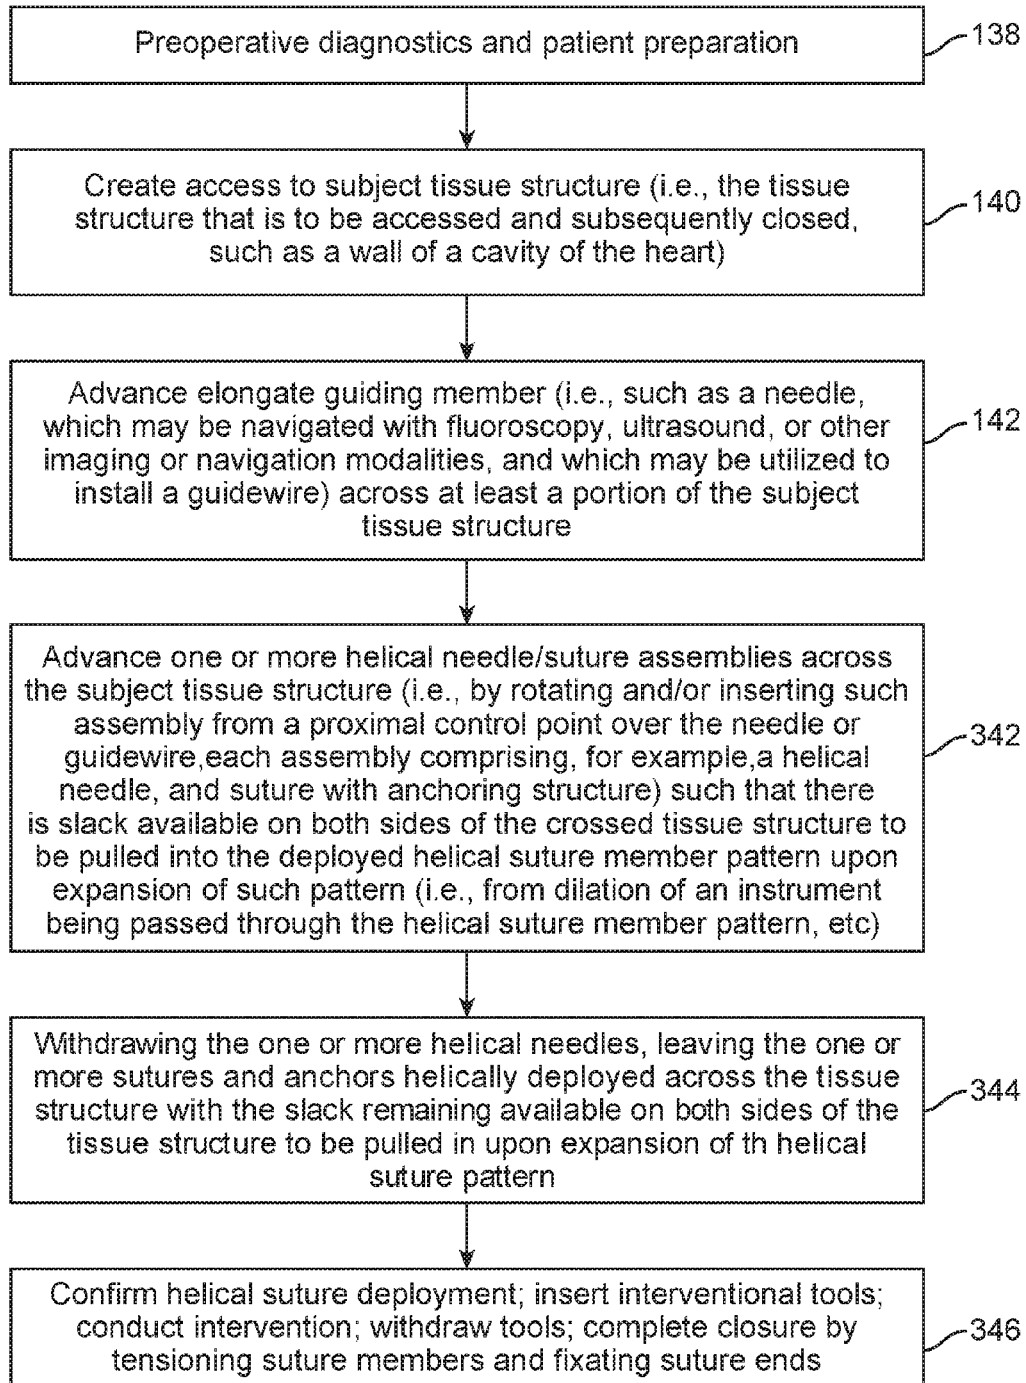 Preoperative diagnostics and patient preparation
138
Create access to subject tissue structure (i.e., the tissue
structure that is to be accessed and subsequently closed,
such as a wall of a cavity of the heart)
140
Advance elongate guiding member (i.e., such as a needle,
which may be navigated with fluoroscopy, ultrasound, or other
imaging or navigation modalities, and which may be utilized to
install a guidewire) across at least a portion of the subject
tissue structure
142
Advance one or more helical needle/suture assemblies across
the subject tissue structure (i.e., by rotating and/or inserting such
assembly from a proximal control point over the needle or
guidewire,each assembly comprising, for example,a helical
needle, and suture with anchoring structure) such that there
is slack available on both sides of the crossed tissue structure to
be pulled into the deployed helical suture member pattern upon
expansion of such pattern (i.e., from dilation of an instrument
being passed through the helical suture member pattern, etc)
342
Withdrawing the one or more helical needles, leaving the one or
more sutures and anchors helically deployed across the tissue
structure with the slack remaining available on both sides of the
tissue structure to be pulled in upon expansion of th helical
suture pattern
344
Confirm helical suture deployment; insert interventional tools;
conduct intervention; withdraw tools; complete closure by
tensioning suture members and fixating suture ends
346